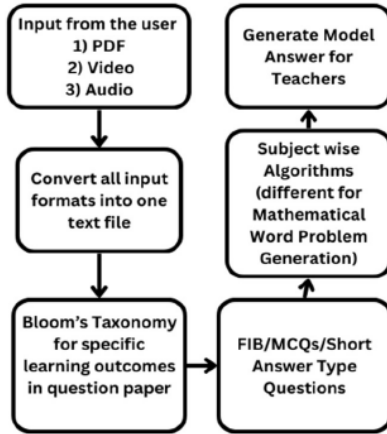 Input from the user
1) PDF
2) Video
3) Audio
Convert all input
formats into one
text file
Bloom's Taxonomy
for specific
learning outcomes
in question paper
FIB/MCQs/Short
Answer Type
Questions
Subject wise
Algorithms
(different for
Mathematical
Word Problem
Generation)
Generate Model
Answer for
Teachers